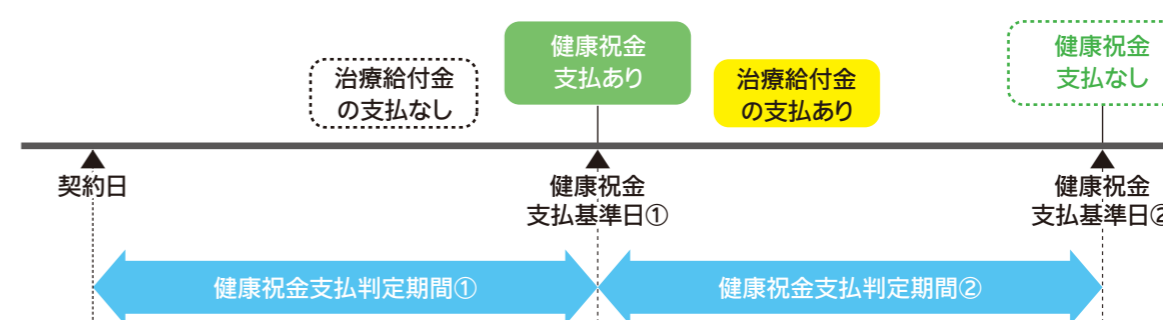 健康祝金
支払あり
健康祝金
支払なし
治療給付金
の支払なし
治療給付金
の支払あり
契約日
健康祝金
支払基準日①
健康祝金
支払基準日②
健康祝金支払判定期間①
健康祝金支払判定期間②